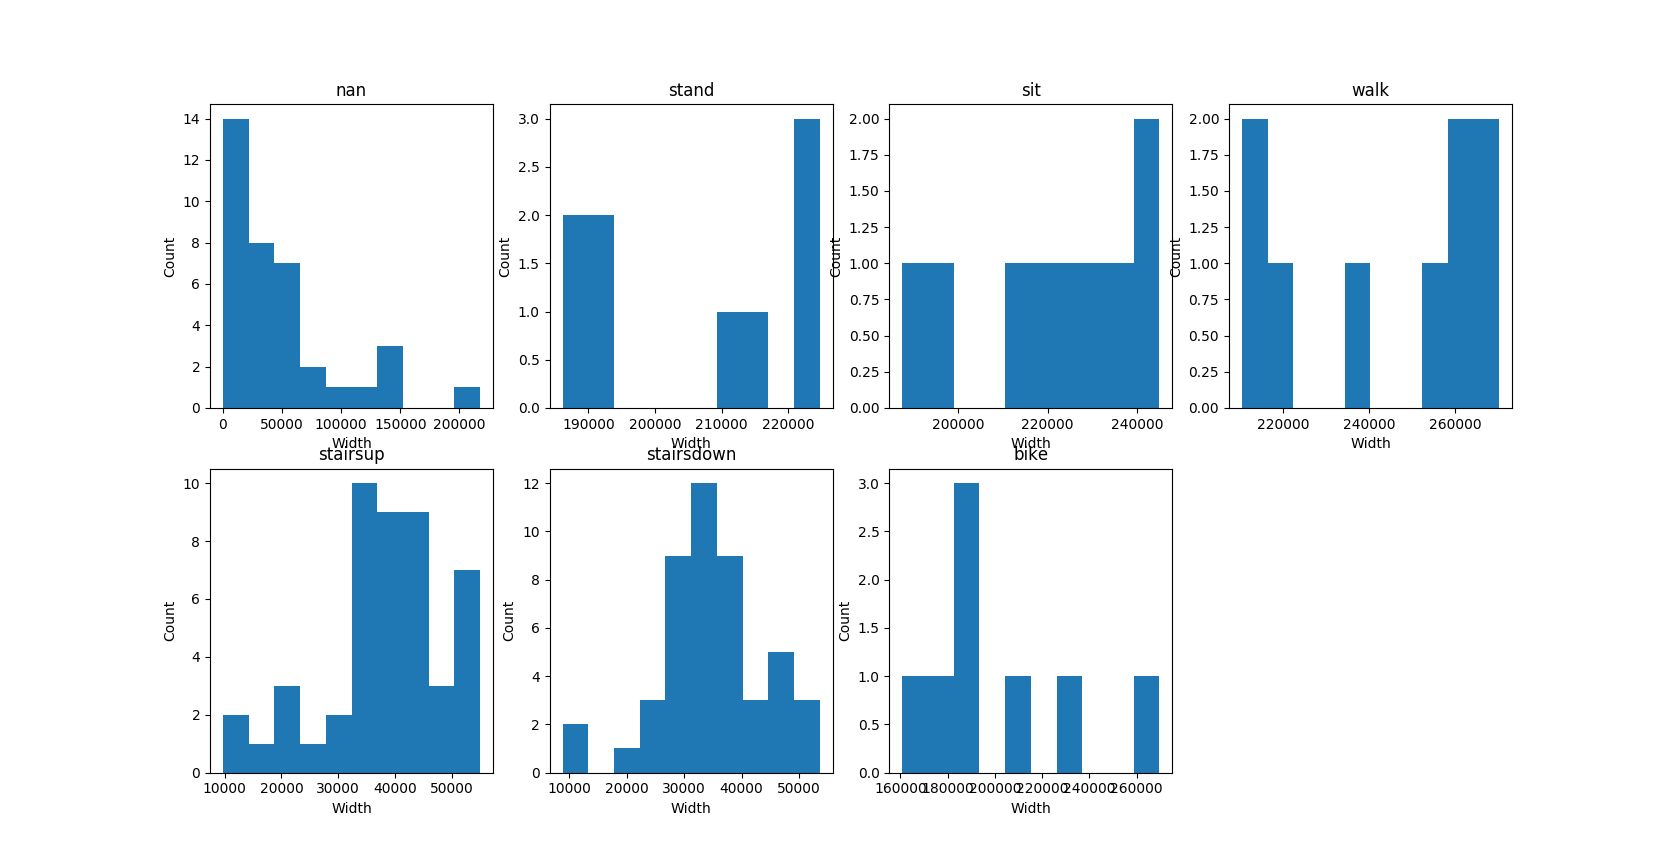 nan
14
12
10
8
6
4
2
0
Count
0 50000 100000 150000 200000
Width
stand
3.0
2.5
2.0
1.5
1.0
0.5
0.0
Count
190000 200000 210000 220000
Width
sit
2.00
1.75
1.50
1.25
1.00
0.75
0.50
0.25
0.00
Count
200000 220000 240000
Width
walk
2.00
1.75
1.50
1.25
1.00
0.75
0.50
0.25
0.00
Count
220000 240000 260000
Width
stairsup
10
8
6
4
2
0
Count
10000 20000 30000 40000 50000
Width
stairsdown
12
10
8
6
4
2
0
Count
10000 20000 30000 40000 50000
Width
bike
3.0
2.5
2.0
1.5
1.0
0.5
0.0
Count
160000 180000 200000 220000 240000 260000
Width